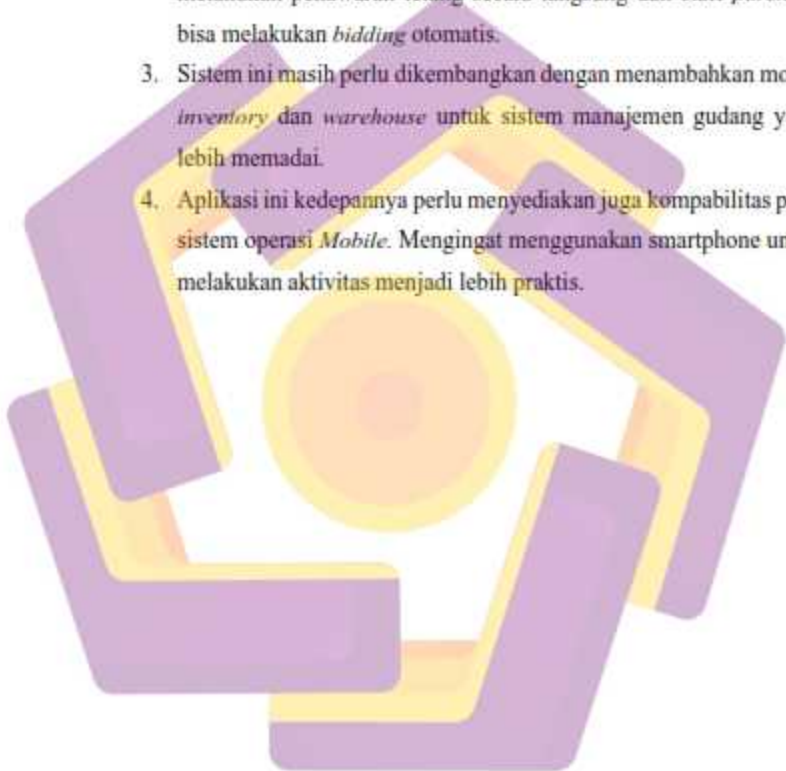 bisa melakukan bidding otomatis.
3. Sistem ini masih perlu dikembangkan dengan menambahkan mo
inventory dan warehouse untuk sistem manajemen gudang y
lebih memadai.
4. Aplikasi ini kedepannya perlu menyediakan juga kompabilitas p
sistem operasi Mobile. Mengingat menggunakan smartphone un
melakukan aktivitas menjadi lebih praktis.